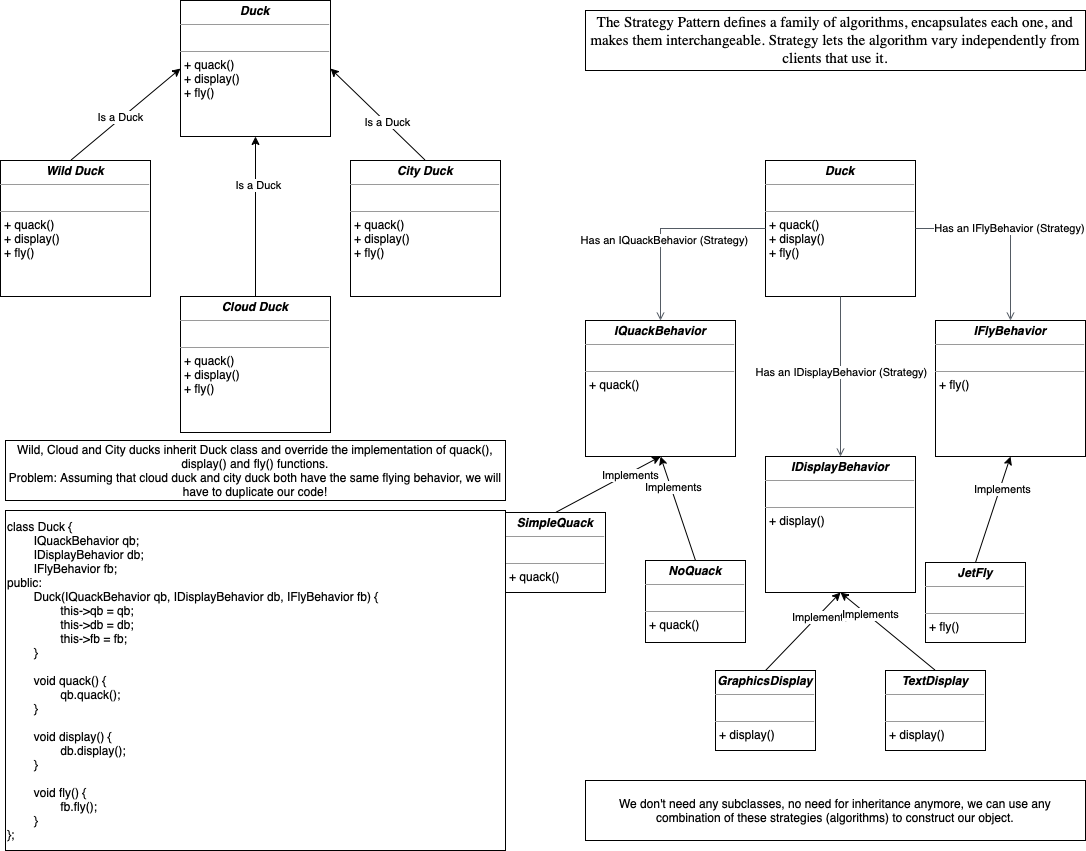 Duck
+ quack()
+ display()
+ fly()
Is a Duck
Is a Duck
Is a Duck
Wild Duck
+ quack()
+ display()
+ fly()
City Duck
+ quack()
+ display()
+ fly()
Cloud Duck
+ quack()
+ display()
+ fly()
Wild, Cloud and City ducks inherit Duck class and override the implementation of quack(),
display() and fly() functions.
Problem: Assuming that cloud duck and city duck both have the same flying behavior, we will
have to duplicate our code!
class Duck {
IQuackBehavior qb;
IDisplayBehavior db;
IFlyBehavior fb;
public:
Duck(IQuackBehavior qb, IDisplayBehavior db, IFlyBehavior fb) {
this->qb = qb;
this->db = db;
this->fb = fb;
}
void quack() {
qb.quack();
}
void display() {
db.display();
}
void fly() {
fb.fly();
}
};
The Strategy Pattern defines a family of algorithms, encapsulates each one, and
makes them interchangeable. Strategy lets the algorithm vary independently from
clients that use it.
Duck
+ quack()
+ display()
+ fly()
Has an IQuackBehavior (Strategy)
Has an IFlyBehavior (Strategy)
Has an IDisplayBehavior (Strategy)
IQuackBehavior
+ quack()
IFlyBehavior
+ fly()
IDisplayBehavior
+ display()
Implements
Implements
Implements
SimpleQuack
+ quack()
NoQuack
+ quack()
JetFly
+ fly()
Implement
Implements
GraphicsDisplay
+ display()
TextDisplay
+ display()
We don't need any subclasses, no need for inheritance anymore, we can use any
combination of these strategies (algorithms) to construct our object.